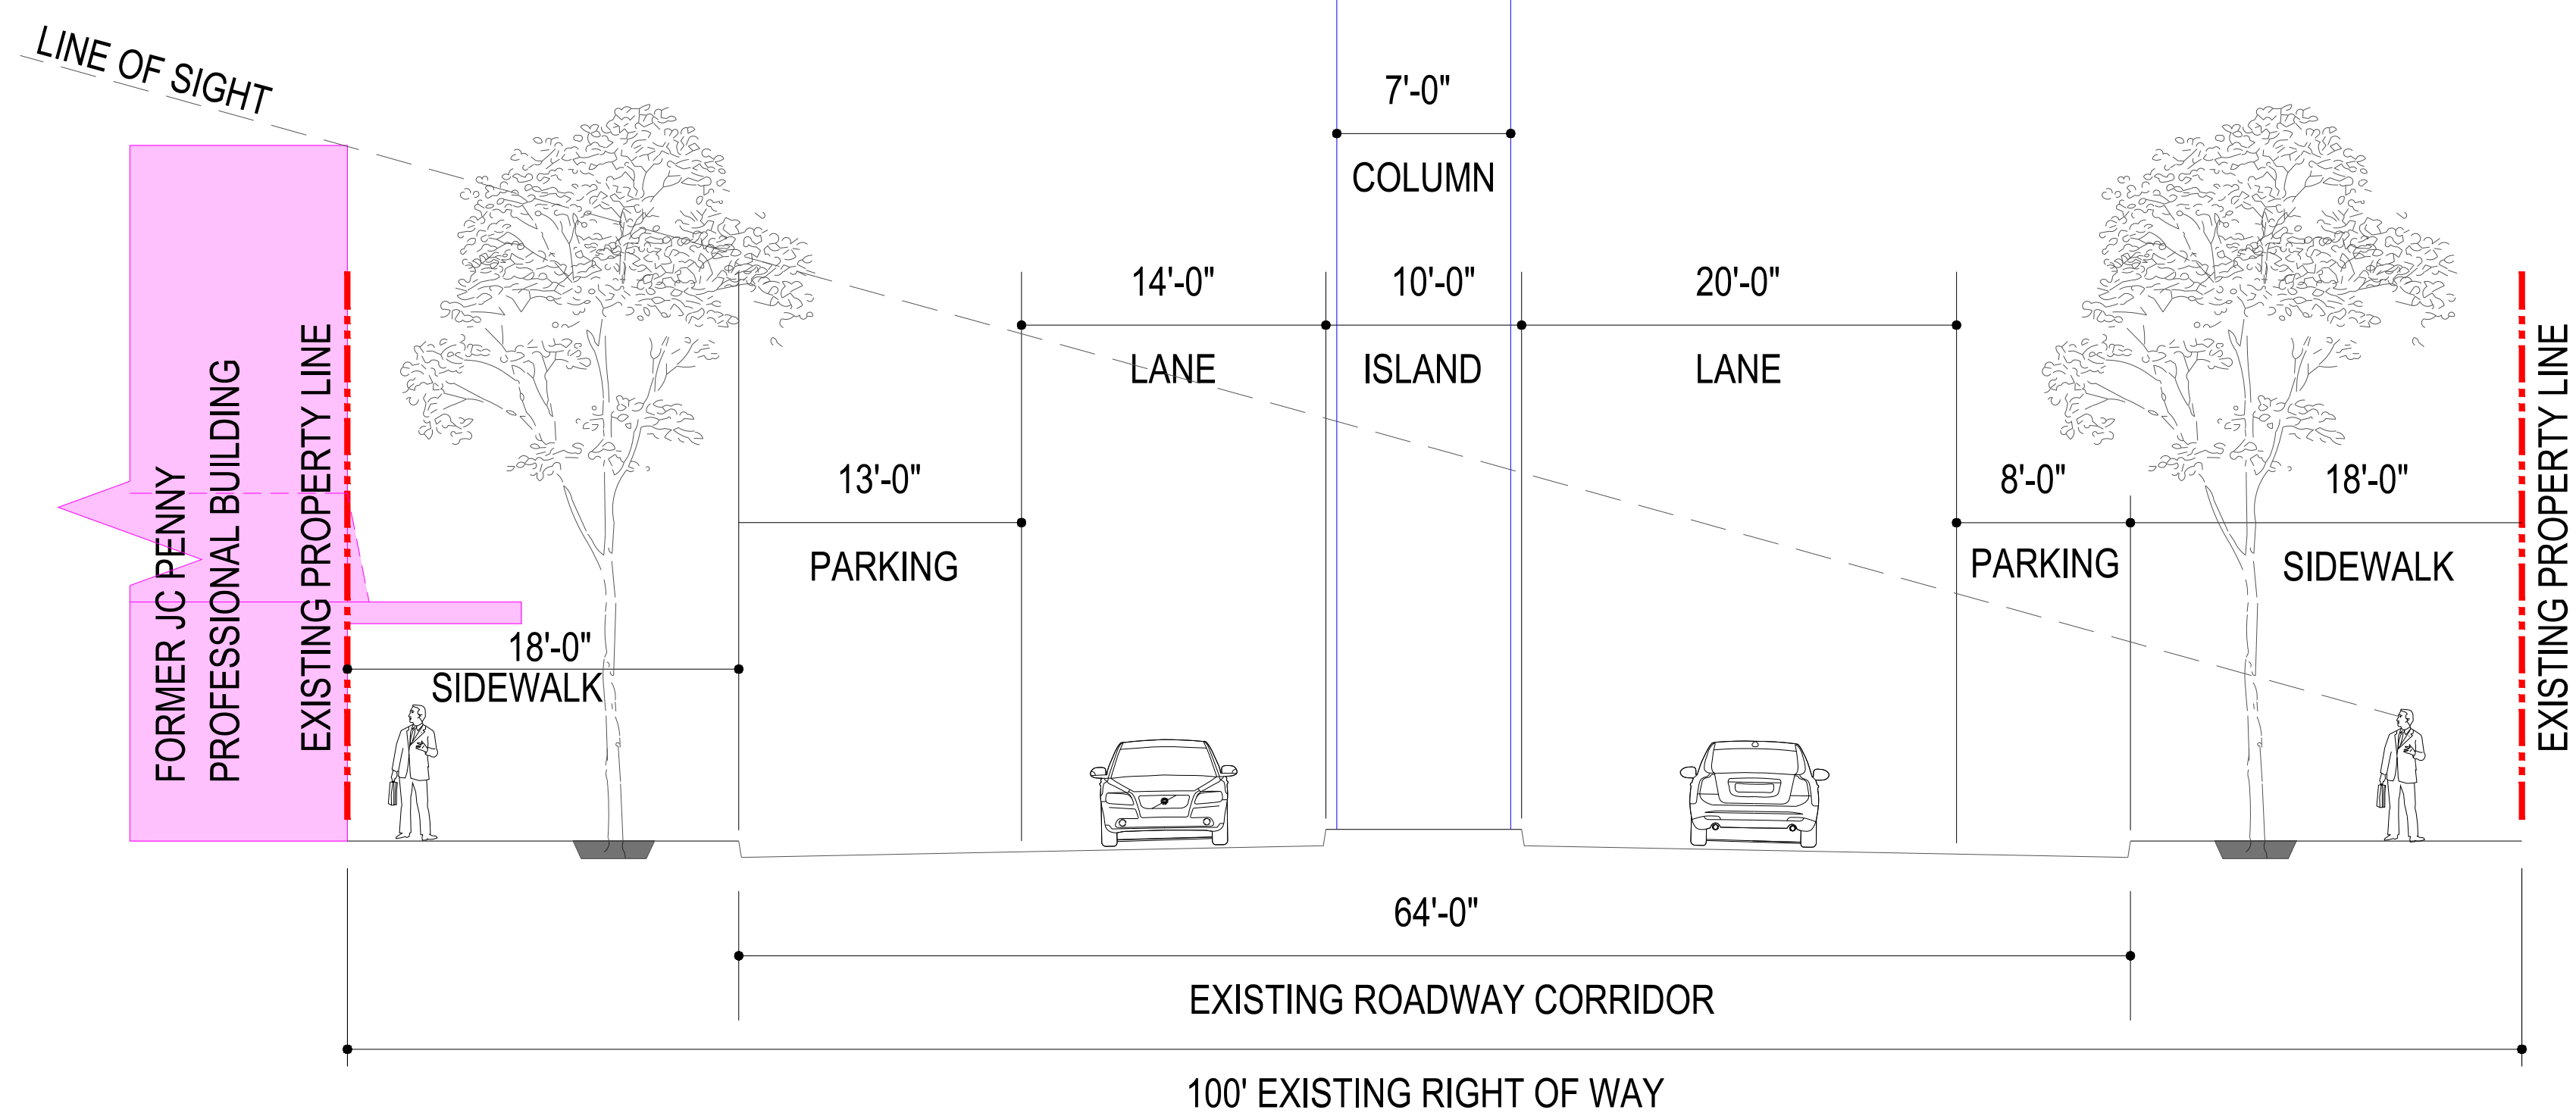 LINE OF SIGHT
7'-0"
COLUMN
14'-0"
10'-0"
20'-0"
LANE
ISLAND
LANE
13'-0"
PARKING
8'-0"
18'-0"
PARKING
SIDEWALK
FORMER JC PENNY
PROFESSIONAL BUILDING
EXISTING PROPERTY LINE
18'-0"
SIDEWALK
EXISTING PROPERTY LINE
64'-0"
EXISTING ROADWAY CORRIDOR
100' EXISTING RIGHT OF WAY